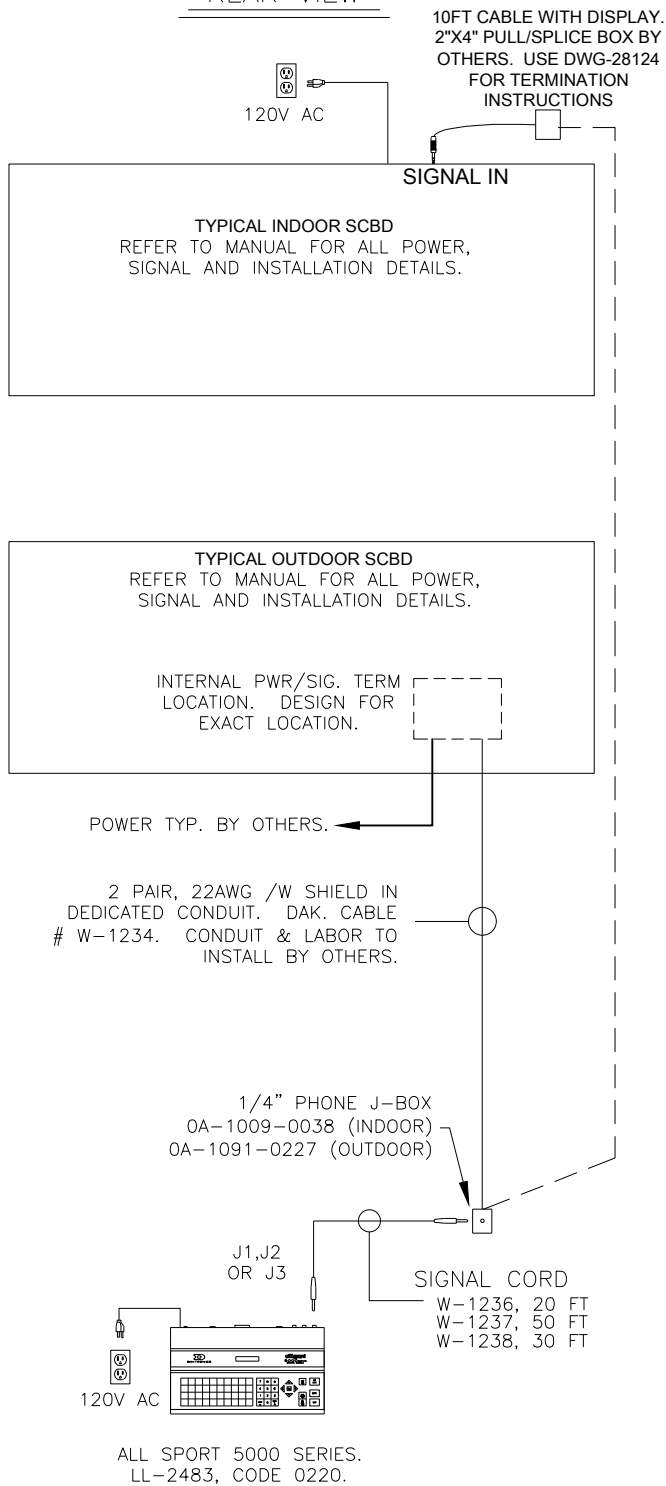 REAR VIEW
10FT CABLE WITH DISPLAY.
2"X4" PULL/SPLICE BOX BY
OTHERS. USE DWG-28124
FOR TERMINATION
INSTRUCTIONS
120V AC
SIGNAL IN
TYPICAL INDOOR SCBD
REFER TO MANUAL FOR ALL POWER,
SIGNAL AND INSTALLATION DETAILS.
TYPICAL OUTDOOR SCBD
REFER TO MANUAL FOR ALL POWER,
SIGNAL AND INSTALLATION DETAILS.
INTERNAL PWR/SIG. TERM
LOCATION. DESIGN FOR
EXACT LOCATION.
POWER TYP. BY OTHERS.
2 PAIR, 22AWG /W SHIELD IN
DEDICATED CONDUIT. DAK. CABLE
# W-1234. CONDUIT & LABOR TO
INSTALL BY OTHERS.
1/4" PHONE J-BOX
0A-1009-0038 (INDOOR)
0A-1091-0227 (OUTDOOR)
J1,J2
OR J3
SIGNAL CORD
W-1236, 20 FT
W-1237, 50 FT
W-1238, 30 FT
120V AC
ALL SPORT 5000 SERIES.
LL-2483, CODE 0220.